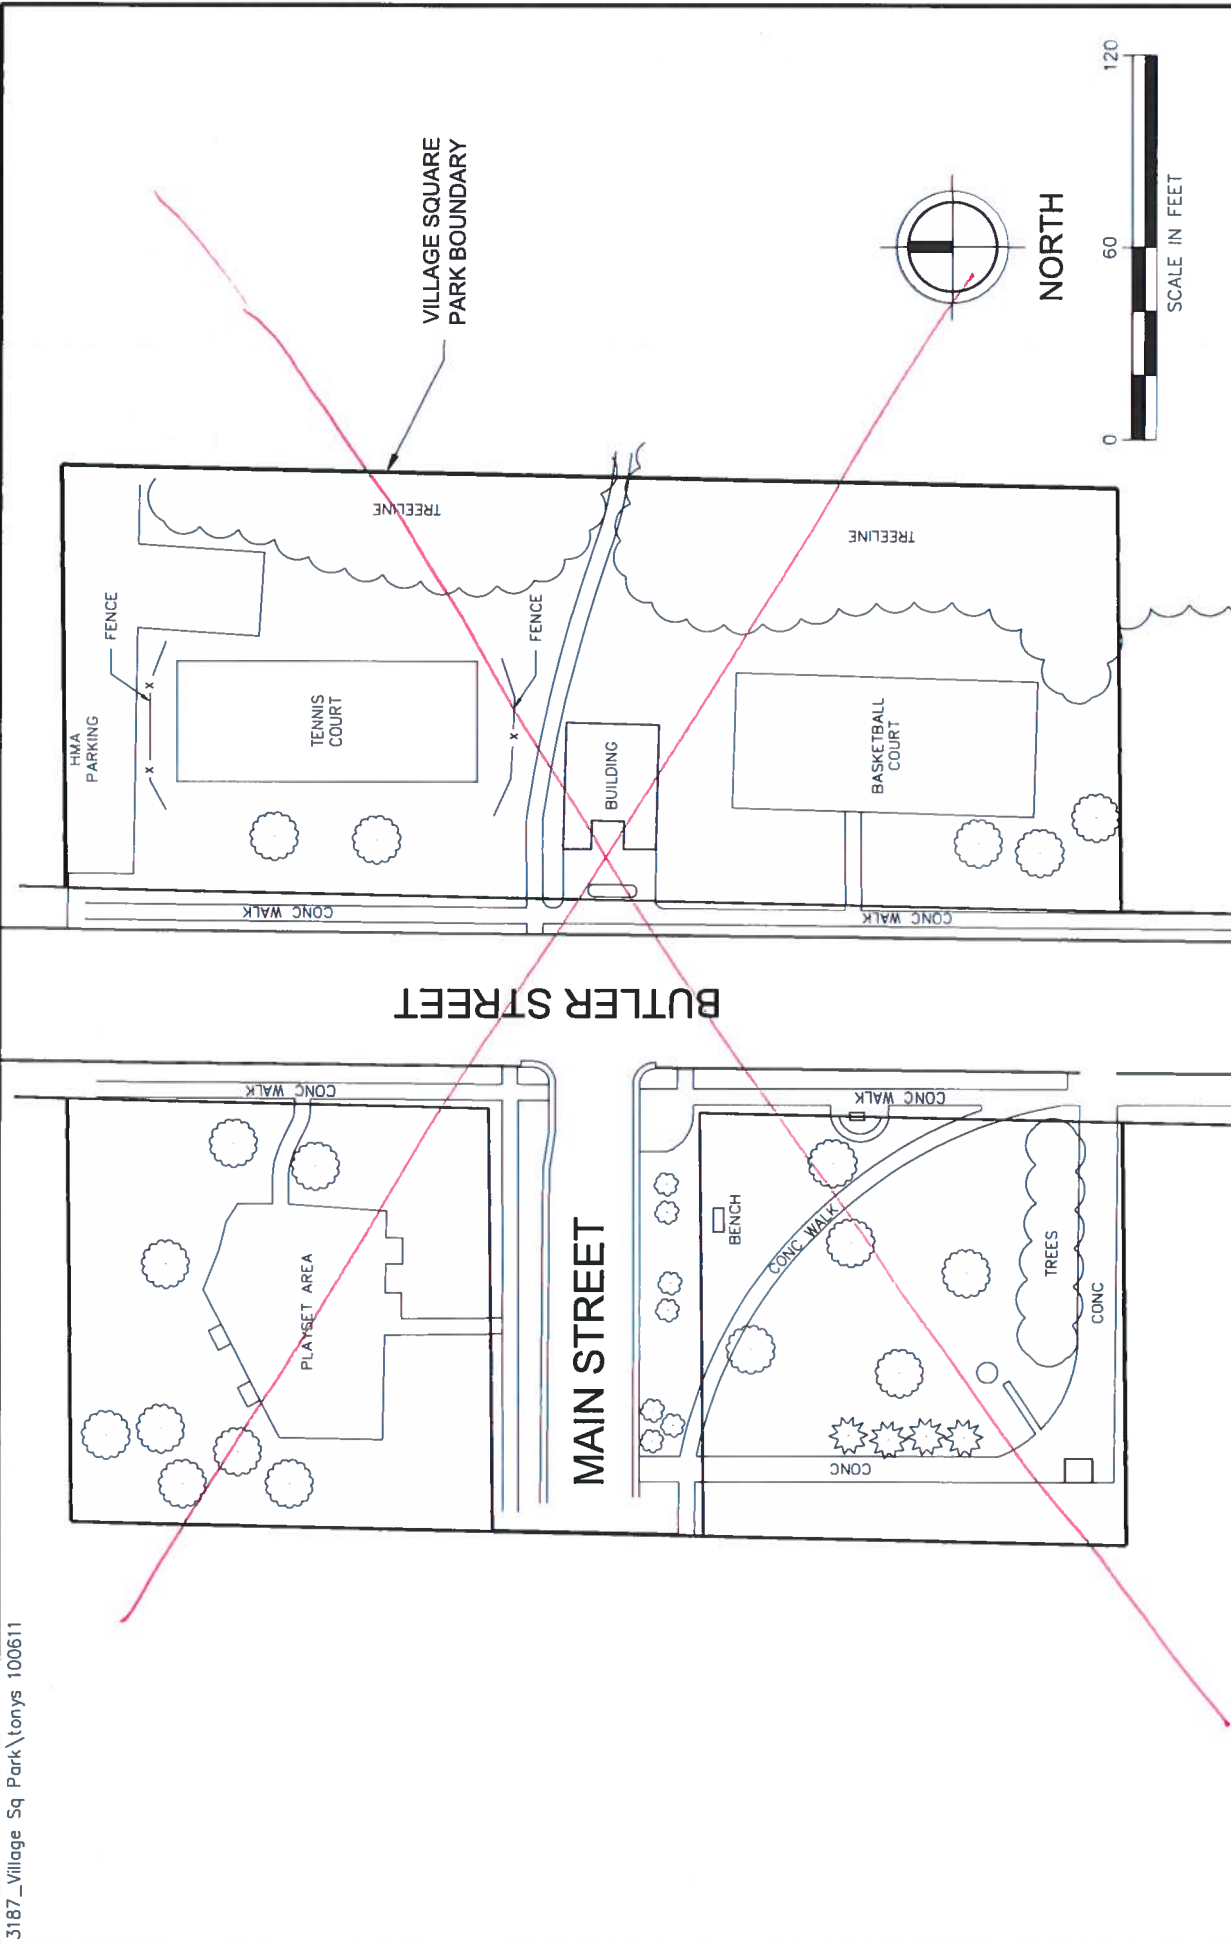 3187_Village Sq Park\tonys 100611
VILLAGE SQUARE
PARK BOUNDARY
NORTH
0
60
120
SCALE IN FEET
HMA
PARKING
FENCE
TENNIS
COURT
FENCE
TREELINE
TREELINE
BUILDING
BASKETBALL
COURT
CONC WALK
CONC WALK
BUTLER STREET
CONC WALK
CONC WALK
PLAYSET AREA
MAIN STREET
BENCH
CONC WALK
TREES
CONC
CONC